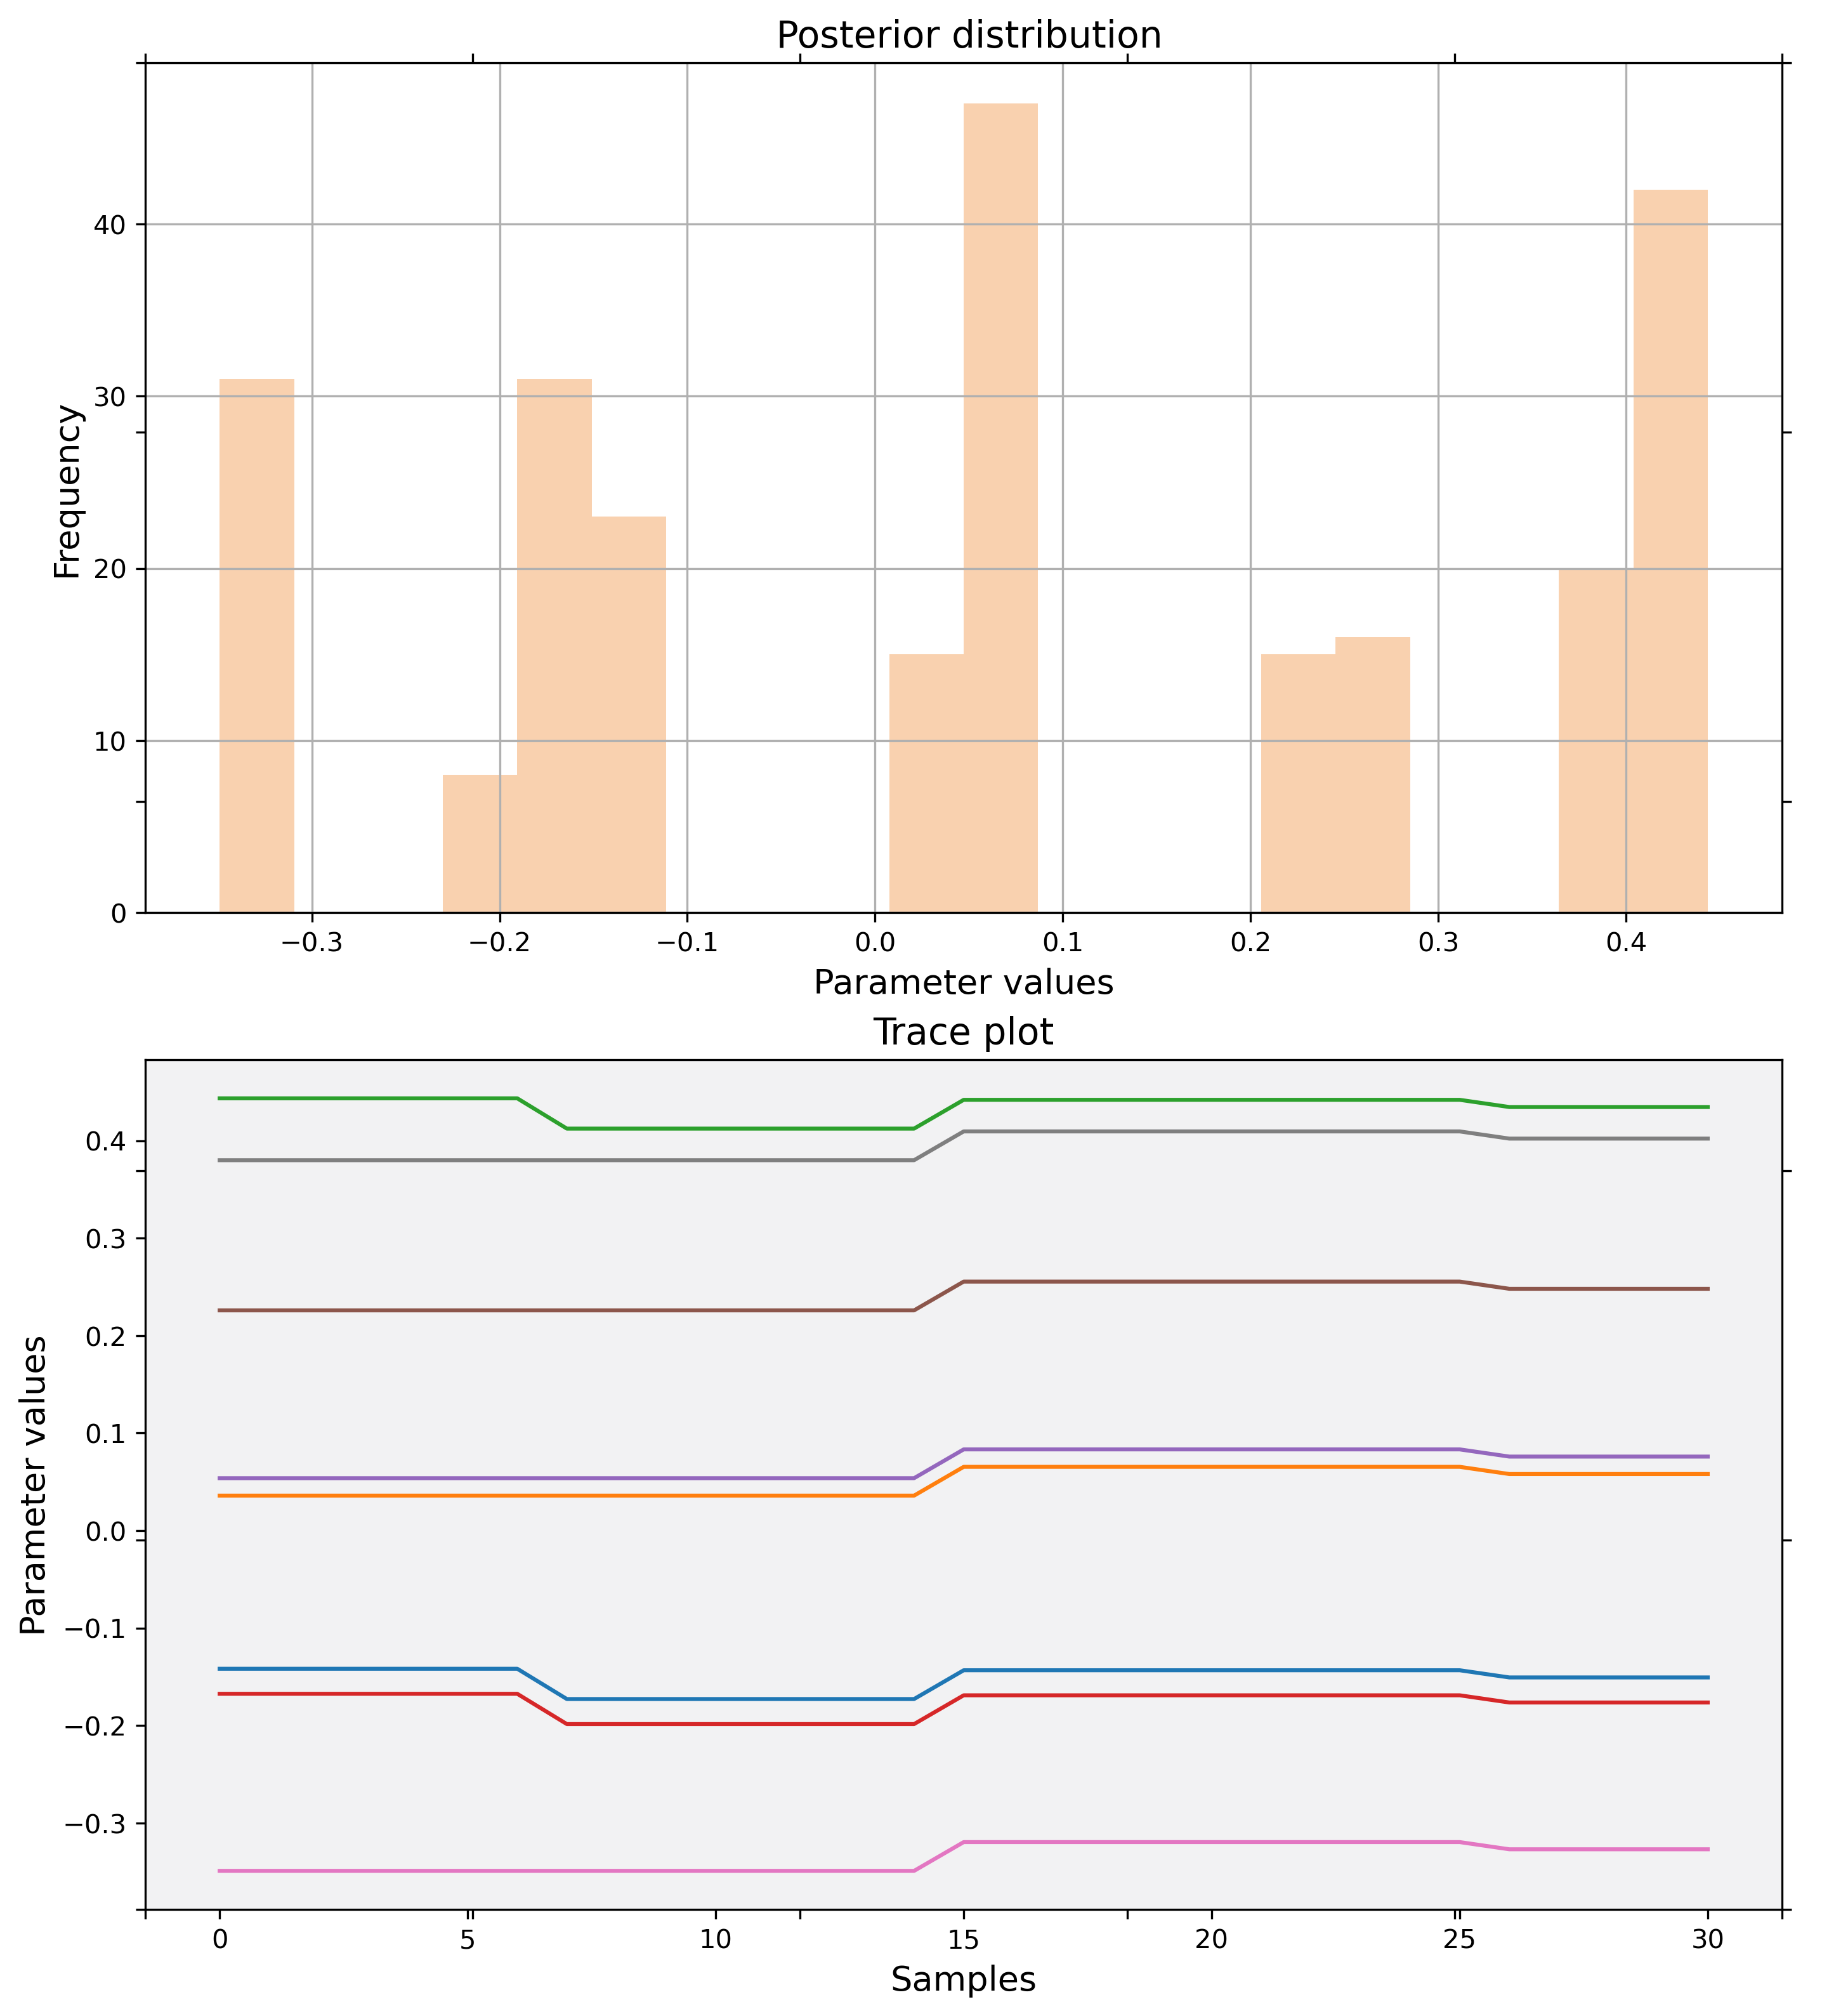 Posterior distribution
40
30
20
10
0
Frequency
−0.3 −0.2 −0.1 0.0 0.1 0.2 0.3 0.4
Parameter values
Trace plot
0.4
0.3
0.2
0.1
0.0
−0.1
−0.2
−0.3
Parameter values
0 5 10 15 20 25 30
Samples